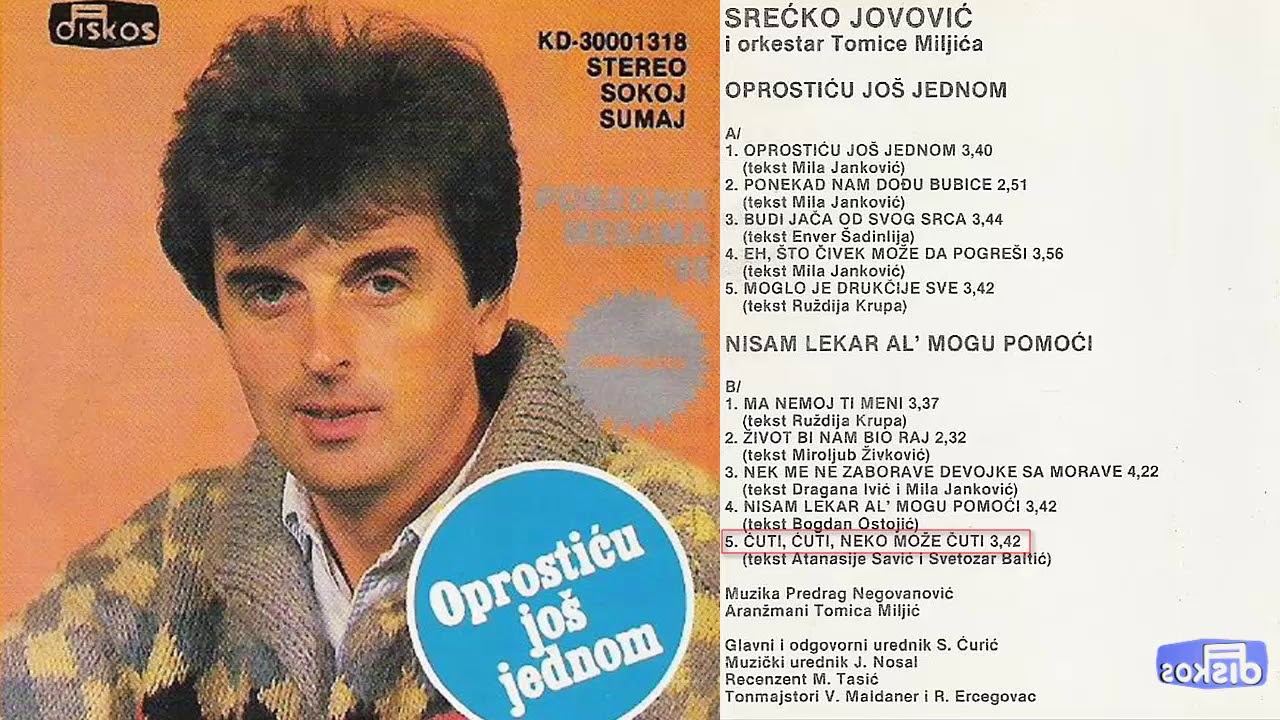 diskos
KD-30001318
STEREO
SOKOJ
SUMAJ
POBEDNIK
MESAMA
'85
Oprostiću
još
jednom
SREĆKO JOVOVIĆ
i orkestar Tomice Miljića
OPROSTIĆU JOŠ JEDNOM
A/
1. OPROSTIĆU JOŠ JEDNOM 3,40
(tekst Mila Janković)
2. PONEKAD NAM DOĐU BUBICE 2,51
(tekst Mila Janković)
3. BUDI JAČA OD SVOG SRCA 3,44
(tekst Enver Šadinlija)
4. EH, ŠTO ČIVEK MOŽE DA POGREŠI 3,56
(tekst Mila Janković)
5. MOGLO JE DRUKČIJE SVE 3,42
(tekst Ruždija Krupa)
NISAM LEKAR AL' MOGU POMOĆI
B/
1. MA NEMOJ TI MENI 3,37
(tekst Ruždija Krupa)
2. ŽIVOT BI NAM BIO RAJ 2,32
(tekst Miroljub Živković)
3. NEK ME NE ZABORAVE DEVOJKE SA MORAVE 4,22
(tekst Dragana Ivić i Mila Janković)
4. NISAM LEKAR AL' MOGU POMOĆI 3,42
(tekst Bogdan Ostojić)
5. ĆUTI, ĆUTI, NEKO MOŽE ČUTI 3,42
(tekst Atanasije Savić i Svetozar Baltić)
Muzika Predrag Negovanović
Aranžmani Tomica Miljić
Glavni i odgovorni urednik S. Ćurić
Muzički urednik J. Nosal
Recenzent M. Tasić
Tonmajstori V. Maldaner i R. Ercegovac
diskos